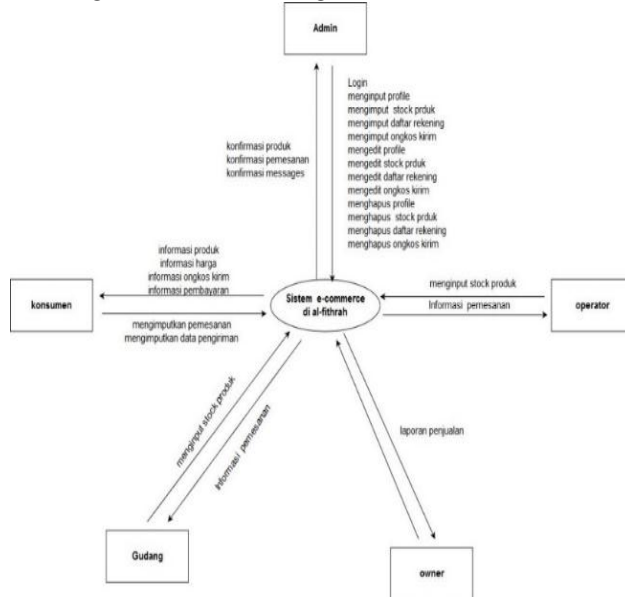 Admin
Login
menginput profile
mengimput stock prduk
mengimput daftar rekening
mengimput ongkos kirim
mengedit profile
mengedit stock prduk
mengedit daftar rekening
mengedit ongkos kirim
menghapus profile
menghapus stock prduk
menghapus daftar rekening
menghapus ongkos kirim
konfirmasi produk
konfirmasi pemesanan
konfirmasi messages
informasi produk
informasi harga
informasi ongkos kirim
informasi pembayaran
konsumen
mengimputkan pemesanan
mengimputkan data pengiriman
Sistem e-commerce
di al-fithrah
menginput stock produk
Informasi pemesanan
operator
menginput stock produk
Informasi pemesanan
laporan penjualan
Gudang
owner